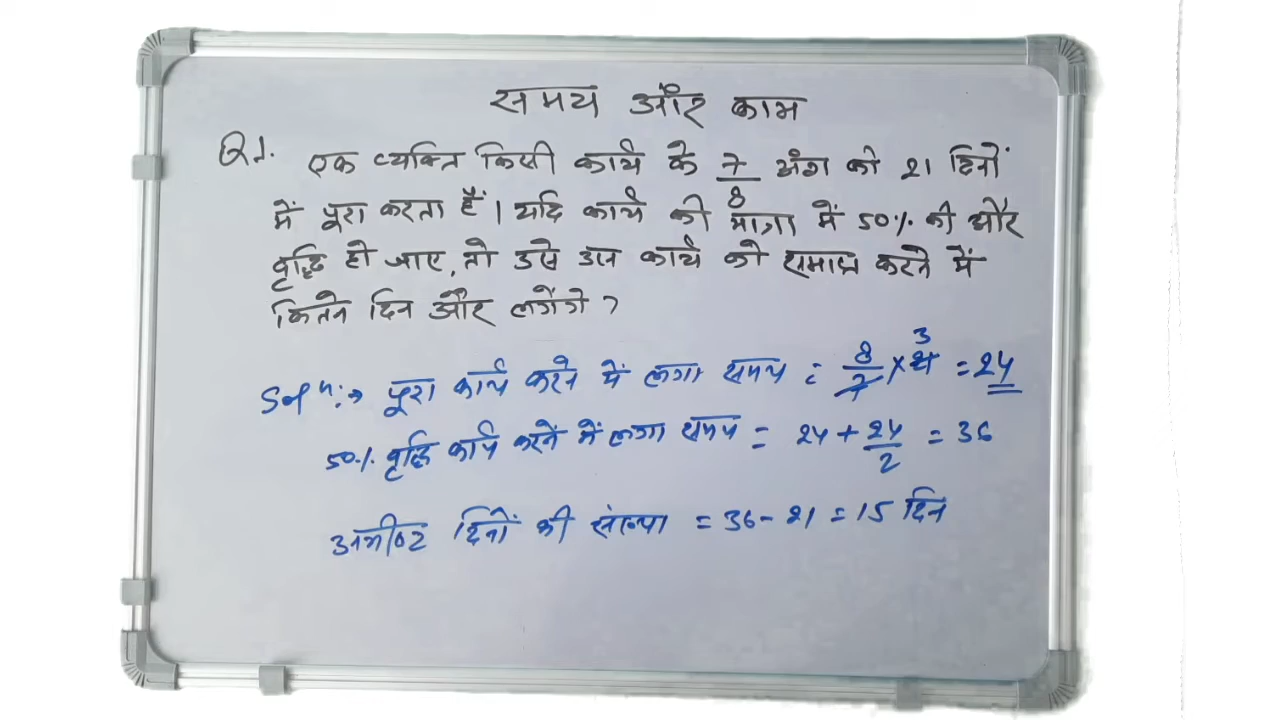 समय और काम
Q1. एक व्यक्ति किसी कार्य के 7/8 अंश को 21 दिनों
में पूरा करता है। यदि कार्य की मात्रा में 50% की और
वृद्धि हो जाए, तो उसे उस कार्य को समाप्त करने में
कितने दिन और लगेंगे ?
Solⁿ:→ पूरा कार्य करने में लगा समय = 8/7 × 21 3 = 24
50% वृद्धि कार्य करने में लगा समय = 24 + 24/2 = 36
अभीष्ट दिनों की संख्या = 36 - 21 = 15 दिन